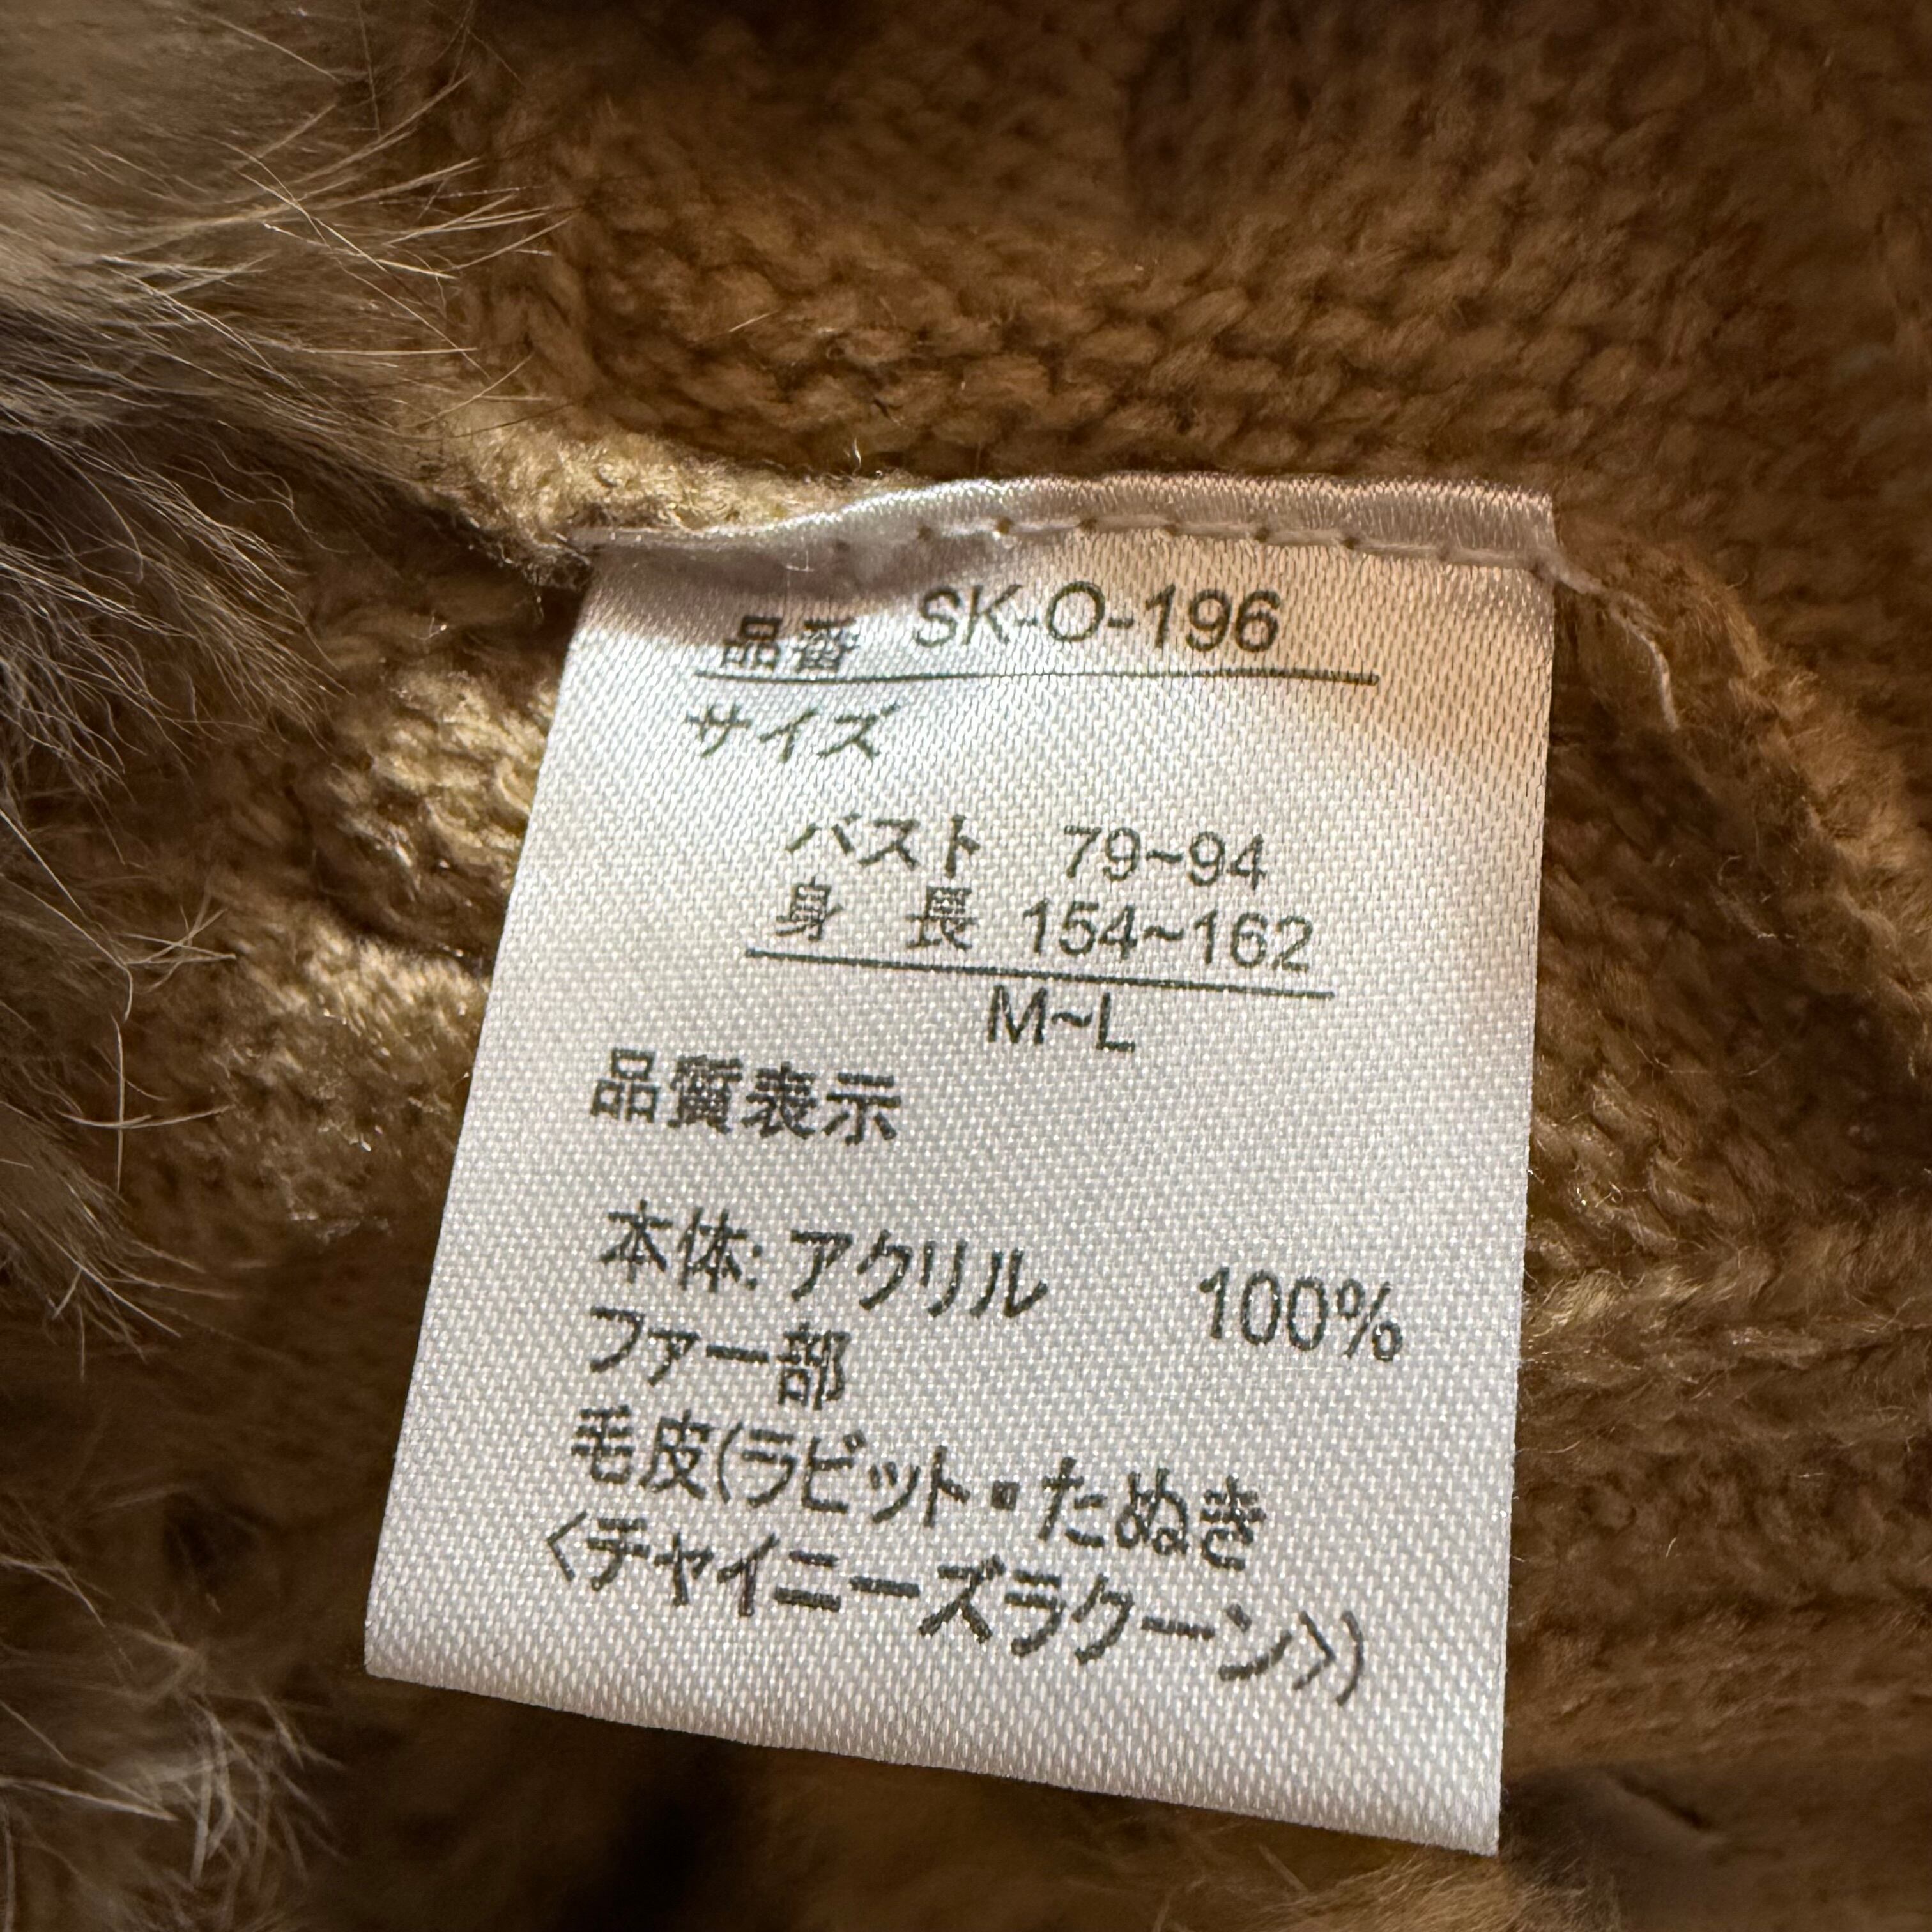 品番 SK-O-196
サイズ
バスト 79~94
身 長 154~162
M~L
品質表示
本体: アクリル 100%
ファー部
毛皮(ラビット・たぬき
<チャイニーズラクーン>)